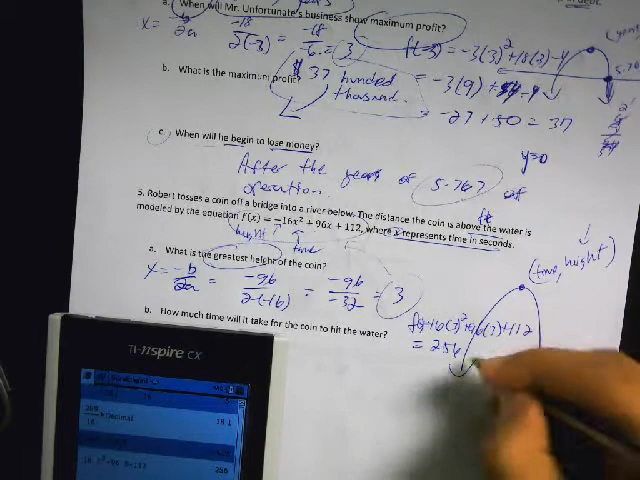 a. When will Mr. Unfortunate's business show maximum profit?
x = -b/2a
-18/2(-3) = -18/-6 = 3
f(3) = -3(3)² + 18(3) - 4
$37 hundred thousand.
b. What is the maximum profit?
= -3(9) + 54 - 4
= -27 + 50 = 37
5.76
c. When will he begin to lose money?
After the year of 5.767 of operation.
y=0
5. Robert tosses a coin off a bridge into a river below. The distance the coin is above the water is
ft
modeled by the equation f(x) = −16x² + 96x + 112, where x represents time in seconds.
height
time
(time, height)
a. What is the greatest height of the coin?
x = -b/2a
-96/2(-16) = -96/-32 = 3
b. How much time will it take for the coin to hit the water?
16(3)² + 96(3) + 112
= 256
TI-nspire CX
Decimal
256